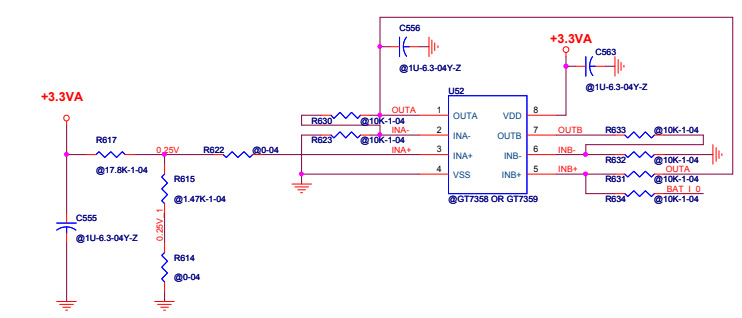 C556
@1U-6.3-04Y-Z
+3.3VA
C563
@1U-6.3-04Y-Z
+3.3VA
U52
R630
OUTA
@10K-1-04
1
OUTA
VDD
8
R623
INA-
@10K-1-04
2
INA-
OUTB
7
OUTB
R633
@10K-1-04
R617
@17.8K-1-04
0.25V
R622
@0-04
INA+
3
INA+
INB-
6
INB-
R632
@10K-1-04
4
VSS
INB+
5
INB+
R631
OUTA
@10K-1-04
@GT7358 OR GT7359
R634
BAT_I_0
@10K-1-04
R615
@1.47K-1-04
C555
@1U-6.3-04Y-Z
0.25V_1
R614
@0-04